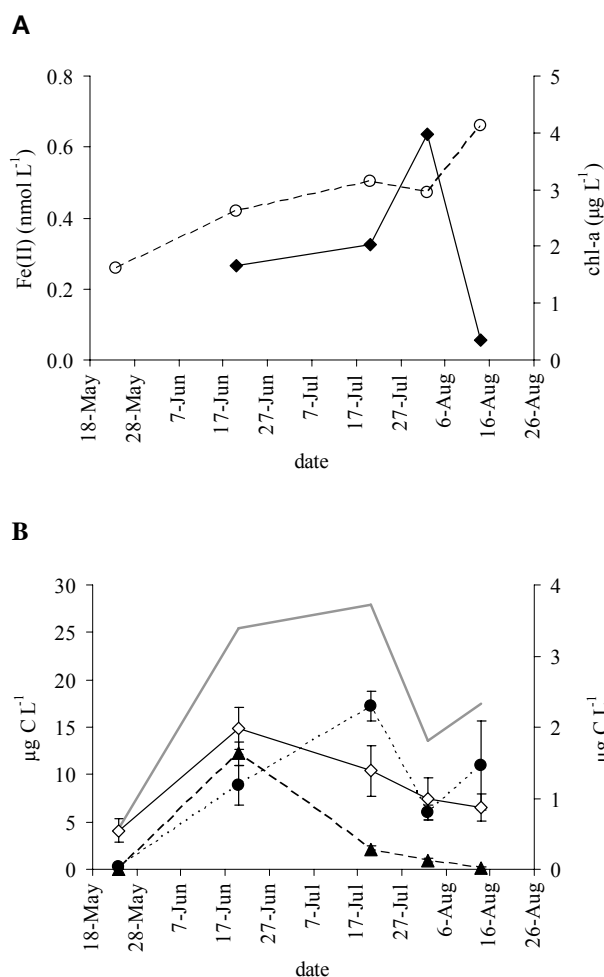 A
0.8
0.6
0.4
0.2
0.0
Fe(II) (nmol L⁻¹)
5
4
3
2
1
0
chl-a (µg L⁻¹)
18-May
28-May
7-Jun
17-Jun
27-Jun
7-Jul
17-Jul
27-Jul
6-Aug
16-Aug
26-Aug
date
B
30
25
20
15
10
5
0
µg C L⁻¹
4
3
2
1
0
µg C L⁻¹
18-May
28-May
7-Jun
17-Jun
27-Jun
7-Jul
17-Jul
27-Jul
6-Aug
16-Aug
26-Aug
date